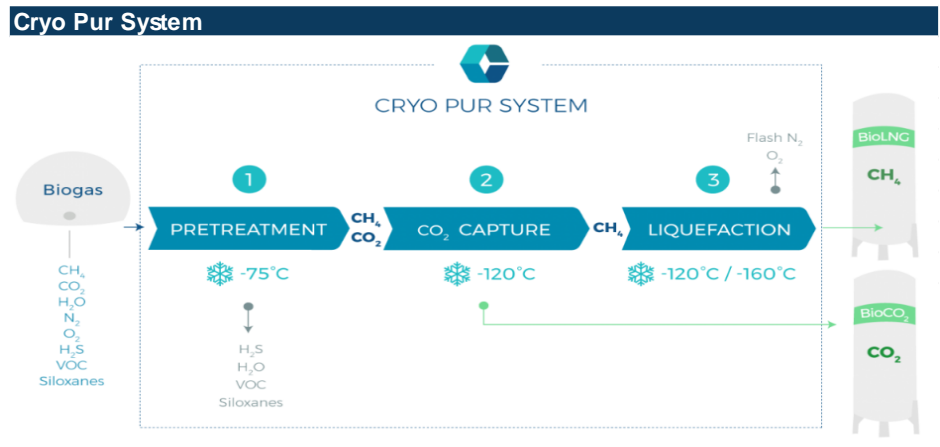 Cryo Pur System
CRYO PUR SYSTEM
Biogas
CH₄
CO₂
H₂O
N₂
O₂
H₂S
VOC
Siloxanes
1
PRETREATMENT
-75°C
H₂S
H₂O
VOC
Siloxanes
CH₄
CO₂
2
CO₂ CAPTURE
-120°C
CH₄
3
LIQUEFACTION
-120°C / -160°C
Flash N₂
O₂
BioLNG
CH₄
BioCO₂
CO₂